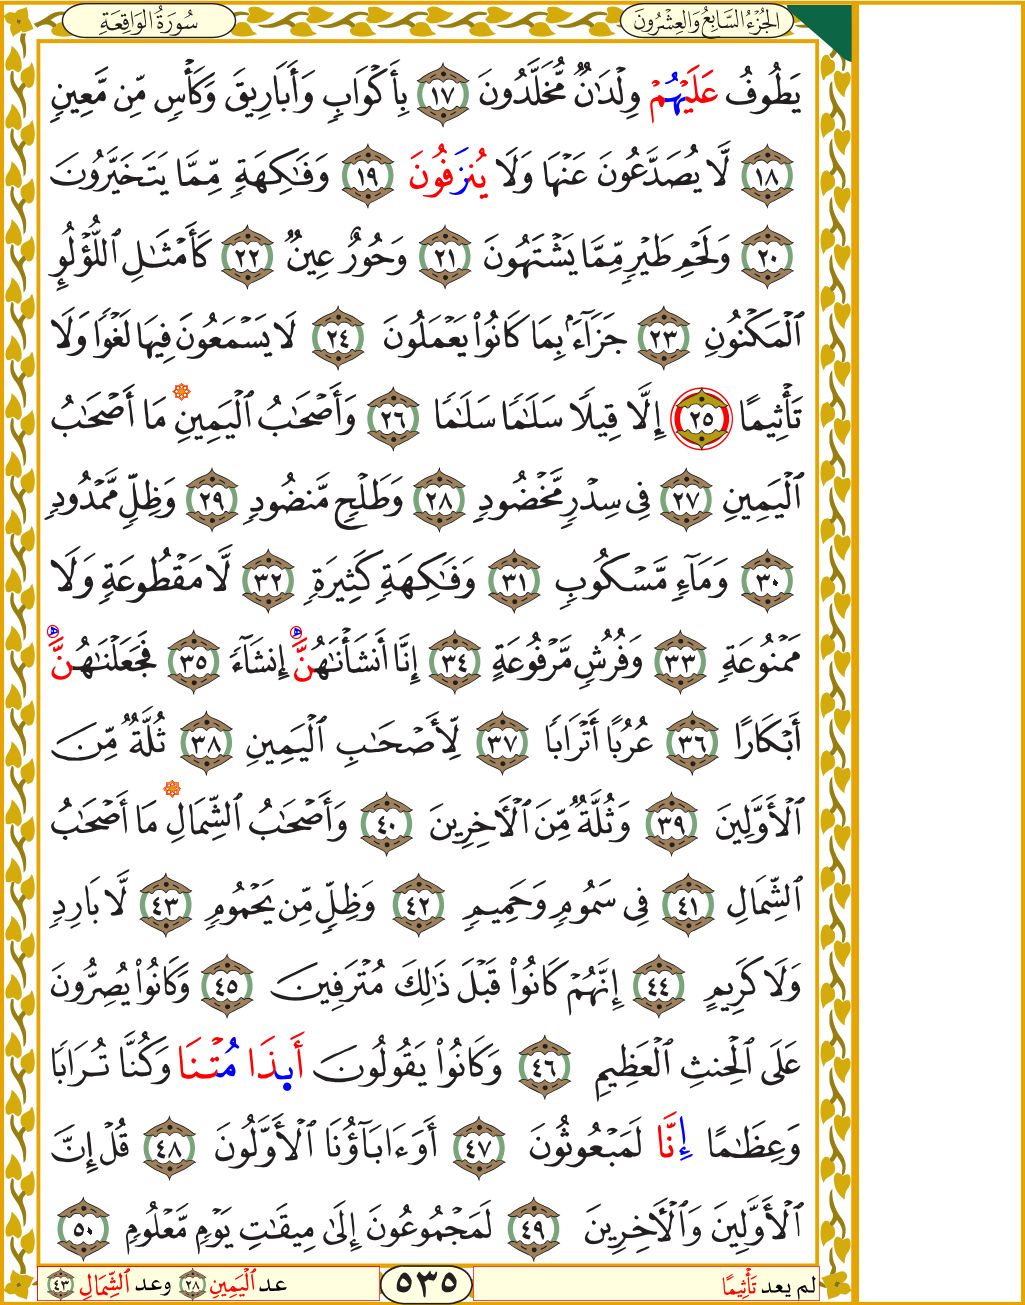 الجُزْءُ السَّابِعُ وَالعِشْرُونَ سُورَةُ الوَاقِعَةِ
يَطُوفُ عَلَيْهُمْ وِلْدَٰنٌ مُّخَلَّدُونَ ١٧ بِأَكْوَابٍ وَأَبَارِيقَ وَكَأْسٍ مِّن مَّعِينٍ
١٨ لَّا يُصَدَّعُونَ عَنْهَا وَلَا يُنزَفُونَ ١٩ وَفَٰكِهَةٍ مِّمَّا يَتَخَيَّرُونَ
٢٠ وَلَحْمِ طَيْرٍ مِّمَّا يَشْتَهُونَ ٢١ وَحُورٌ عِينٌ ٢٢ كَأَمْثَٰلِ ٱللُّؤْلُوِٕ
ٱلْمَكْنُونِ ٢٣ جَزَآءَۢ بِمَا كَانُوا۟ يَعْمَلُونَ ٢٤ لَا يَسْمَعُونَ فِيهَا لَغْوًا وَلَا
تَأْثِيمًا ٢٥ إِلَّا قِيلًا سَلَٰمًا سَلَٰمًا ٢٦ وَأَصْحَٰبُ ٱلْيَمِينِ مَا أَصْحَٰبُ
ٱلْيَمِينِ ٢٧ فِى سِدْرٍ مَّخْضُودٍ ٢٨ وَطَلْحٍ مَّنضُودٍ ٢٩ وَظِلٍّ مَّمْدُودٍ
٣٠ وَمَآءٍ مَّسْكُوبٍ ٣١ وَفَٰكِهَةٍ كَثِيرَةٍ ٣٢ لَّا مَقْطُوعَةٍ وَلَا
مَمْنُوعَةٍ ٣٣ وَفُرُشٍ مَّرْفُوعَةٍ ٣٤ إِنَّا أَنشَأْنَٰهُنَّ إِنشَآءً ٣٥ فَجَعَلْنَٰهُنَّ
أَبْكَارًا ٣٦ عُرُبًا أَتْرَابًا ٣٧ لِّأَصْحَٰبِ ٱلْيَمِينِ ٣٨ ثُلَّةٌ مِّنَ
ٱلْأَوَّلِينَ ٣٩ وَثُلَّةٌ مِّنَ ٱلْأَخِرِينَ ٤٠ وَأَصْحَٰبُ ٱلشِّمَالِ مَا أَصْحَٰبُ
ٱلشِّمَالِ ٤١ فِى سَمُومٍ وَحَمِيمٍ ٤٢ وَظِلٍّ مِّن يَحْمُومٍ ٤٣ لَّا بَارِدٍ
وَلَا كَرِيمٍ ٤٤ إِنَّهُمْ كَانُوا۟ قَبْلَ ذَٰلِكَ مُتْرَفِينَ ٤٥ وَكَانُوا۟ يُصِرُّونَ
عَلَى ٱلْحِنثِ ٱلْعَظِيمِ ٤٦ وَكَانُوا۟ يَقُولُونَ أَى۪ذَا مُتْنَا وَكُنَّا تُرَابًا
وَعِظَٰمًا إِنَّا لَمَبْعُوثُونَ ٤٧ أَوَءَابَآؤُنَا ٱلْأَوَّلُونَ ٤٨ قُلْ إِنَّ
ٱلْأَوَّلِينَ وَٱلْأَخِرِينَ ٤٩ لَمَجْمُوعُونَ إِلَىٰ مِيقَٰتِ يَوْمٍ مَّعْلُومٍ ٥٠
لم يعد تَأْثِيمًا ٥٣٥ عد ٱلْيَمِينِ ٢٨ وعد ٱلشِّمَالِ ٤٣